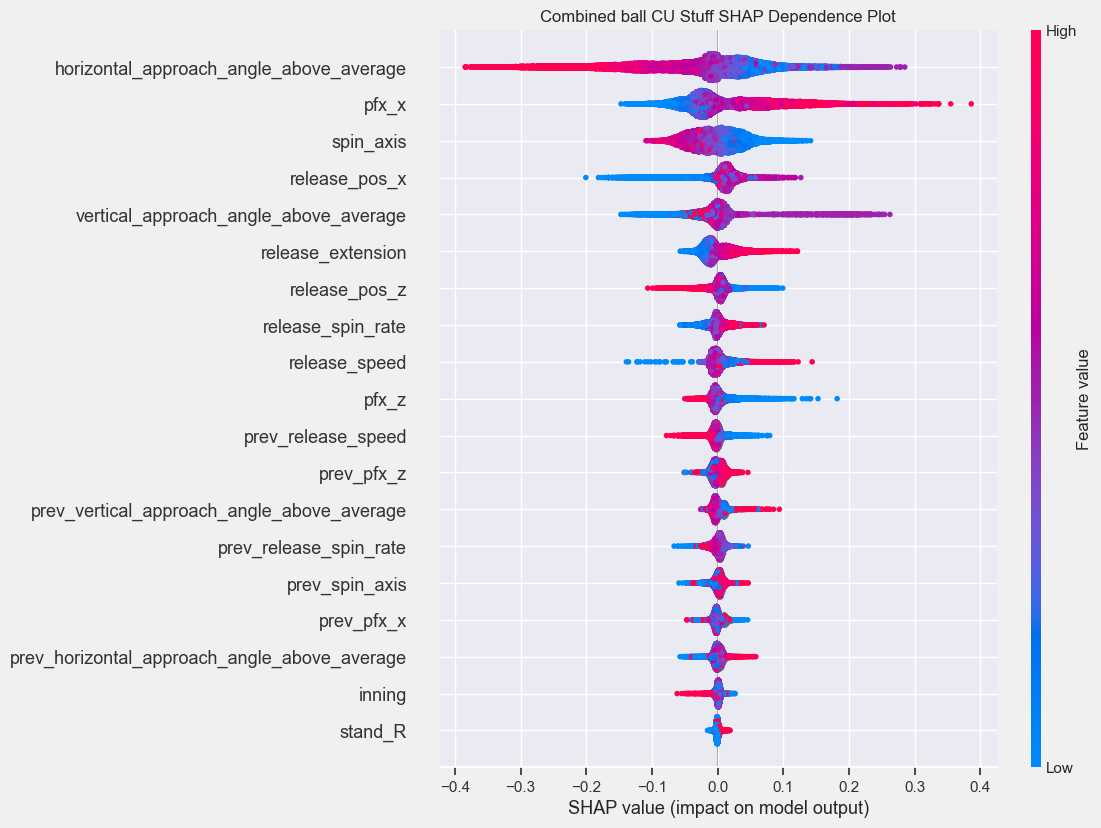 Combined ball CU Stuff SHAP Dependence Plot
High
horizontal_approach_angle_above_average
pfx_x
spin_axis
release_pos_x
vertical_approach_angle_above_average
release_extension
release_pos_z
release_spin_rate
release_speed
pfx_z
prev_release_speed
prev_pfx_z
prev_vertical_approach_angle_above_average
prev_release_spin_rate
prev_spin_axis
prev_pfx_x
prev_horizontal_approach_angle_above_average
inning
stand_R
Feature value
Low
−0.4 −0.3 −0.2 −0.1 0.0 0.1 0.2 0.3 0.4
SHAP value (impact on model output)